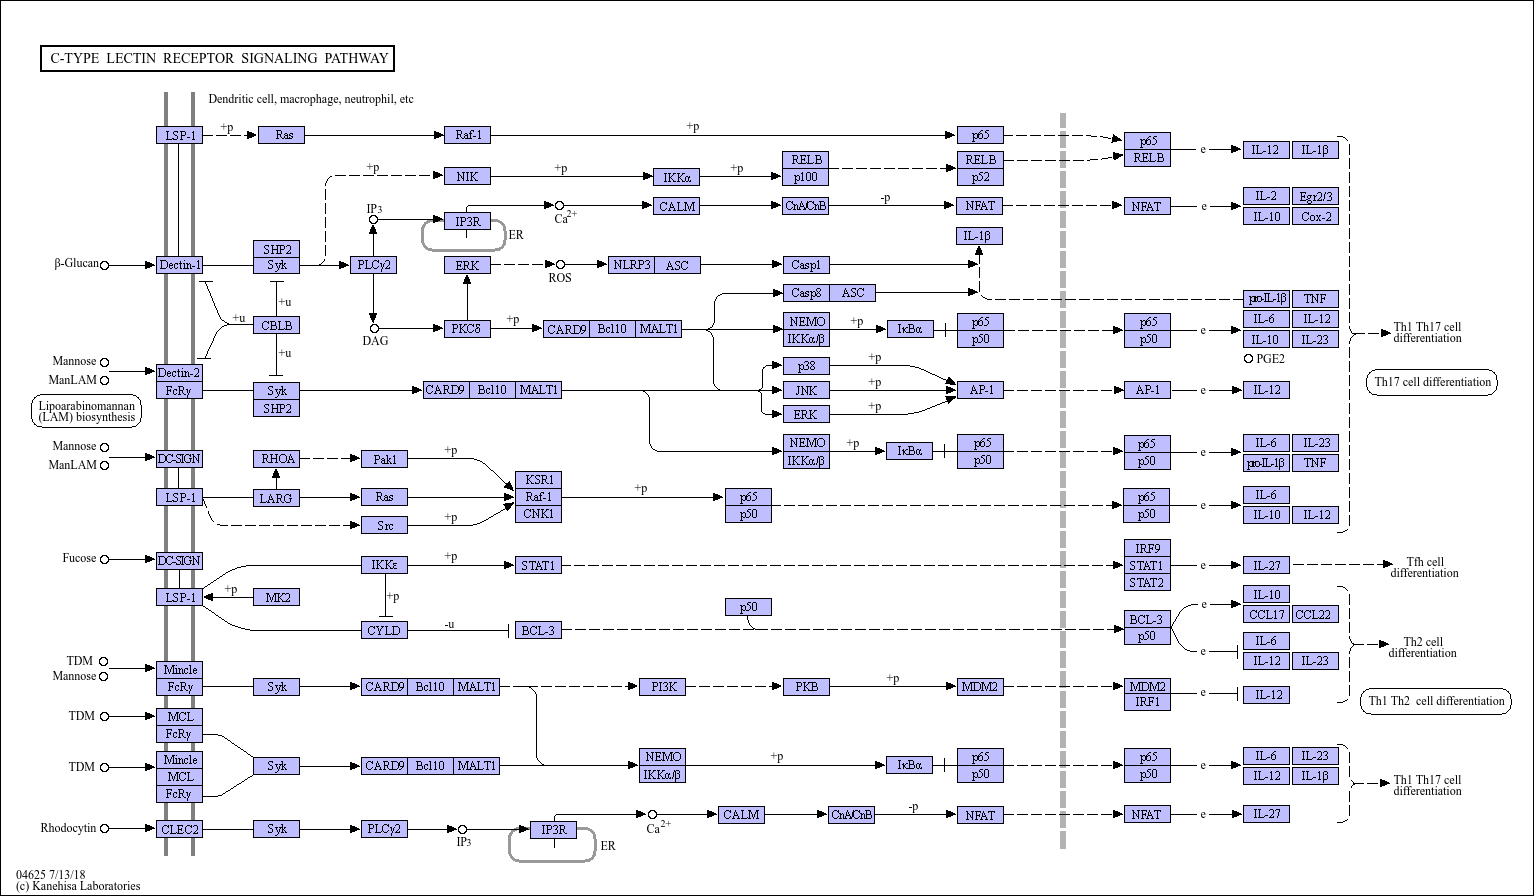 C-TYPE LECTIN RECEPTOR SIGNALING PATHWAY
Dendritic cell, macrophage, neutrophil, etc
LSP-1 +p Ras Raf-1 +p p65 p65
RELB e IL-12 IL-1β
+p NIK +p IKKα +p RELB RELB
p100 p52
IL-2 Egr2/3
IP3 IP3R Ca2+ CALM CnA/CnB -p NFAT NFAT e
IL-10 Cox-2
ER
IL-1β
SHP2
β-Glucan Dectin-1 Syk PLCγ2 ERK ROS NLRP3 ASC Casp1
Casp8 ASC
pro-IL-1β TNF
+u
+u CBLB DAG PKCδ +p CARD9 Bcl10 MALT1 NEMO +p IκBα p65 p65 e IL-6 IL-12
IKKα/β p50 p50 IL-10 IL-23
Th1 Th17 cell
differentiation
PGE2
+u
Mannose
ManLAM
Dectin-2
FcRγ Syk CARD9 Bcl10 MALT1
SHP2
p38 +p
JNK +p AP-1 AP-1 e IL-12
ERK +p
Th17 cell differentiation
Lipoarabinomannan
(LAM) biosynthesis
Mannose
ManLAM
DC-SIGN RHOA Pak1 +p
NEMO +p IκBα p65 p65 e IL-6 IL-23
IKKα/β p50 p50 pro-IL-1β TNF
KSR1
LSP-1 LARG Ras Raf-1 +p p65 p65 e IL-6
CNK1 p50 p50 IL-10 IL-12
Src +p
Fucose DC-SIGN IKKε +p STAT1
IRF9
STAT1 e IL-27
STAT2
Tfh cell
differentiation
LSP-1 +p MK2 +p
CYLD -u BCL-3 p50
BCL-3
p50
e IL-10
CCL17 CCL22
e IL-6
IL-12 IL-23
Th2 cell
differentiation
TDM
Mannose
Mincle
FcRγ Syk CARD9 Bcl10 MALT1 PI3K PKB +p MDM2 MDM2 e IL-12
IRF1
Th1 Th2 cell differentiation
TDM MCL
FcRγ
TDM Mincle
MCL
FcRγ
Syk CARD9 Bcl10 MALT1 NEMO +p IκBα p65 p65 e IL-6 IL-23
IKKα/β p50 p50 IL-12 IL-1β
Th1 Th17 cell
differentiation
Rhodocytin CLEC2 Syk PLCγ2 IP3 IP3R Ca2+ CALM CnA/CnB -p NFAT NFAT e IL-27
ER
04625 7/13/18
(c) Kanehisa Laboratories